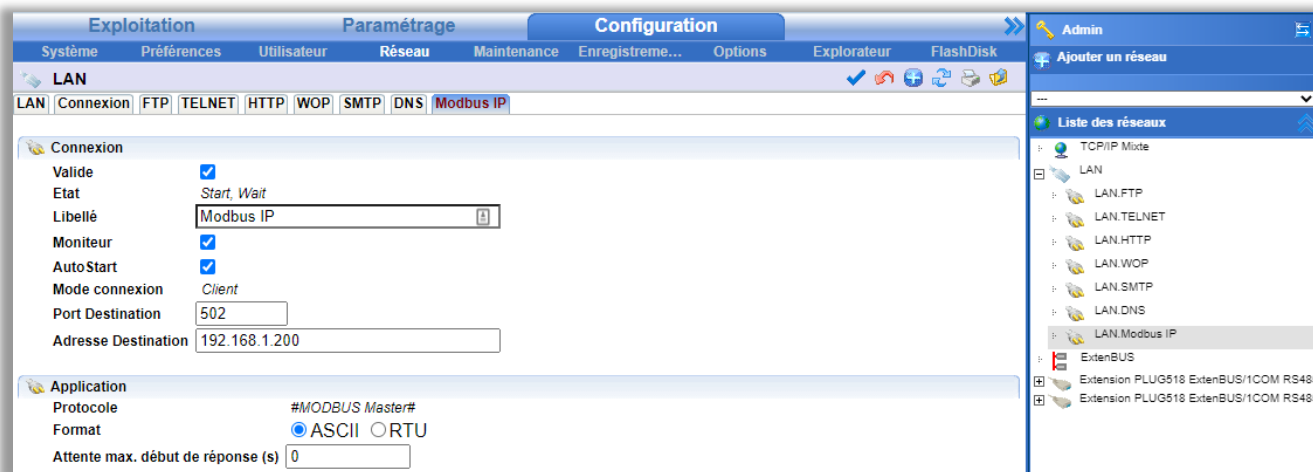 Exploitation Paramétrage Configuration
Système Préférences Utilisateur Réseau Maintenance Enregistreme... Options Explorateur FlashDisk
LAN
LAN Connexion FTP TELNET HTTP WOP SMTP DNS Modbus IP
Connexion
Valide
Etat Start, Wait
Libellé Modbus IP
Moniteur
AutoStart
Mode connexion Client
Port Destination 502
Adresse Destination 192.168.1.200
Application
Protocole #MODBUS Master#
Format ASCII RTU
Attente max. début de réponse (s) 0
Admin
Ajouter un réseau
---
Liste des réseaux
TCP/IP Mixte
LAN
LAN.FTP
LAN.TELNET
LAN.HTTP
LAN.WOP
LAN.SMTP
LAN.DNS
LAN.Modbus IP
ExtenBUS
Extension PLUG518 ExtenBUS/1COM RS48
Extension PLUG518 ExtenBUS/1COM RS48